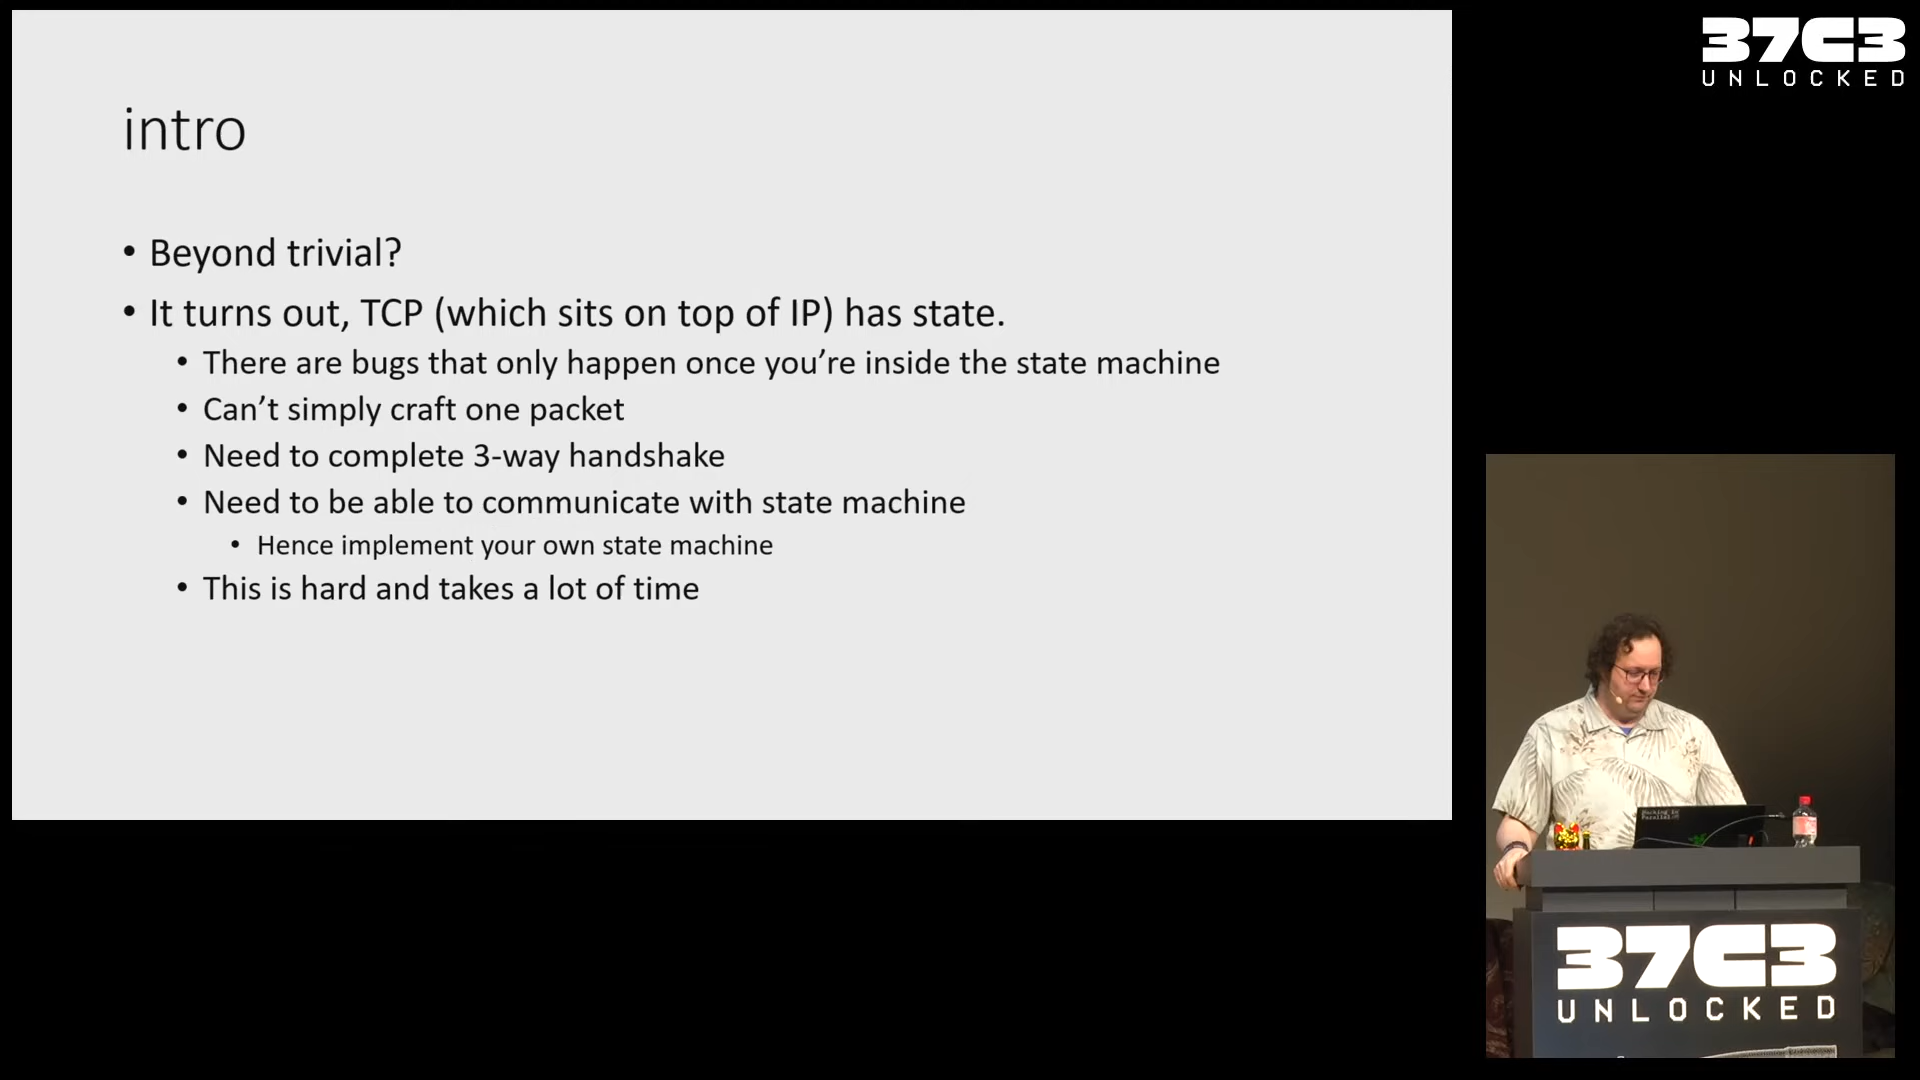 37C3
UNLOCKED
intro
• Beyond trivial?
• It turns out, TCP (which sits on top of IP) has state.
• There are bugs that only happen once you’re inside the state machine
• Can’t simply craft one packet
• Need to complete 3-way handshake
• Need to be able to communicate with state machine
• Hence implement your own state machine
• This is hard and takes a lot of time
37C3
UNLOCKED